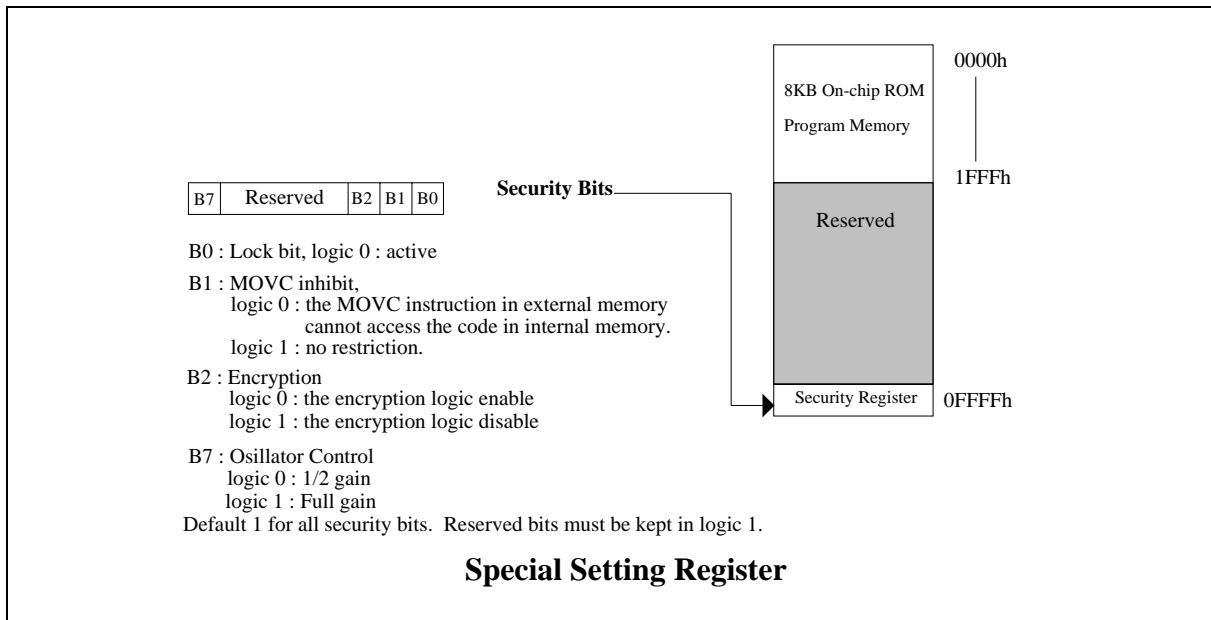 0000h
8KB On-chip ROM
Program Memory
1FFFh
Reserved
Security Register
0FFFFh
B7 Reserved B2 B1 B0
Security Bits
B0 : Lock bit, logic 0 : active
B1 : MOVC inhibit,
logic 0 : the MOVC instruction in external memory
cannot access the code in internal memory.
logic 1 : no restriction.
B2 : Encryption
logic 0 : the encryption logic enable
logic 1 : the encryption logic disable
B7 : Osillator Control
logic 0 : 1/2 gain
logic 1 : Full gain
Default 1 for all security bits. Reserved bits must be kept in logic 1.
Special Setting Register